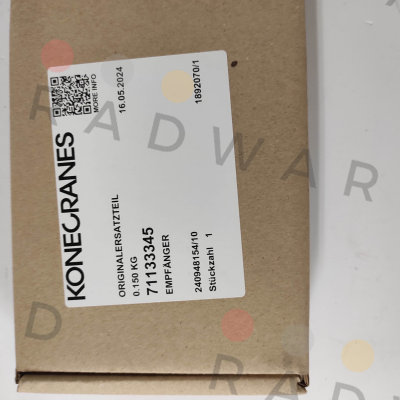 MORE INFO
16.05.2024
1892070/1
KONECRANES
ORIGINALERSATZTEIL
0.150 KG
71133345
EMPFÄNGER
240948154/10
Stückzahl 1
RADWAR
RADWAR